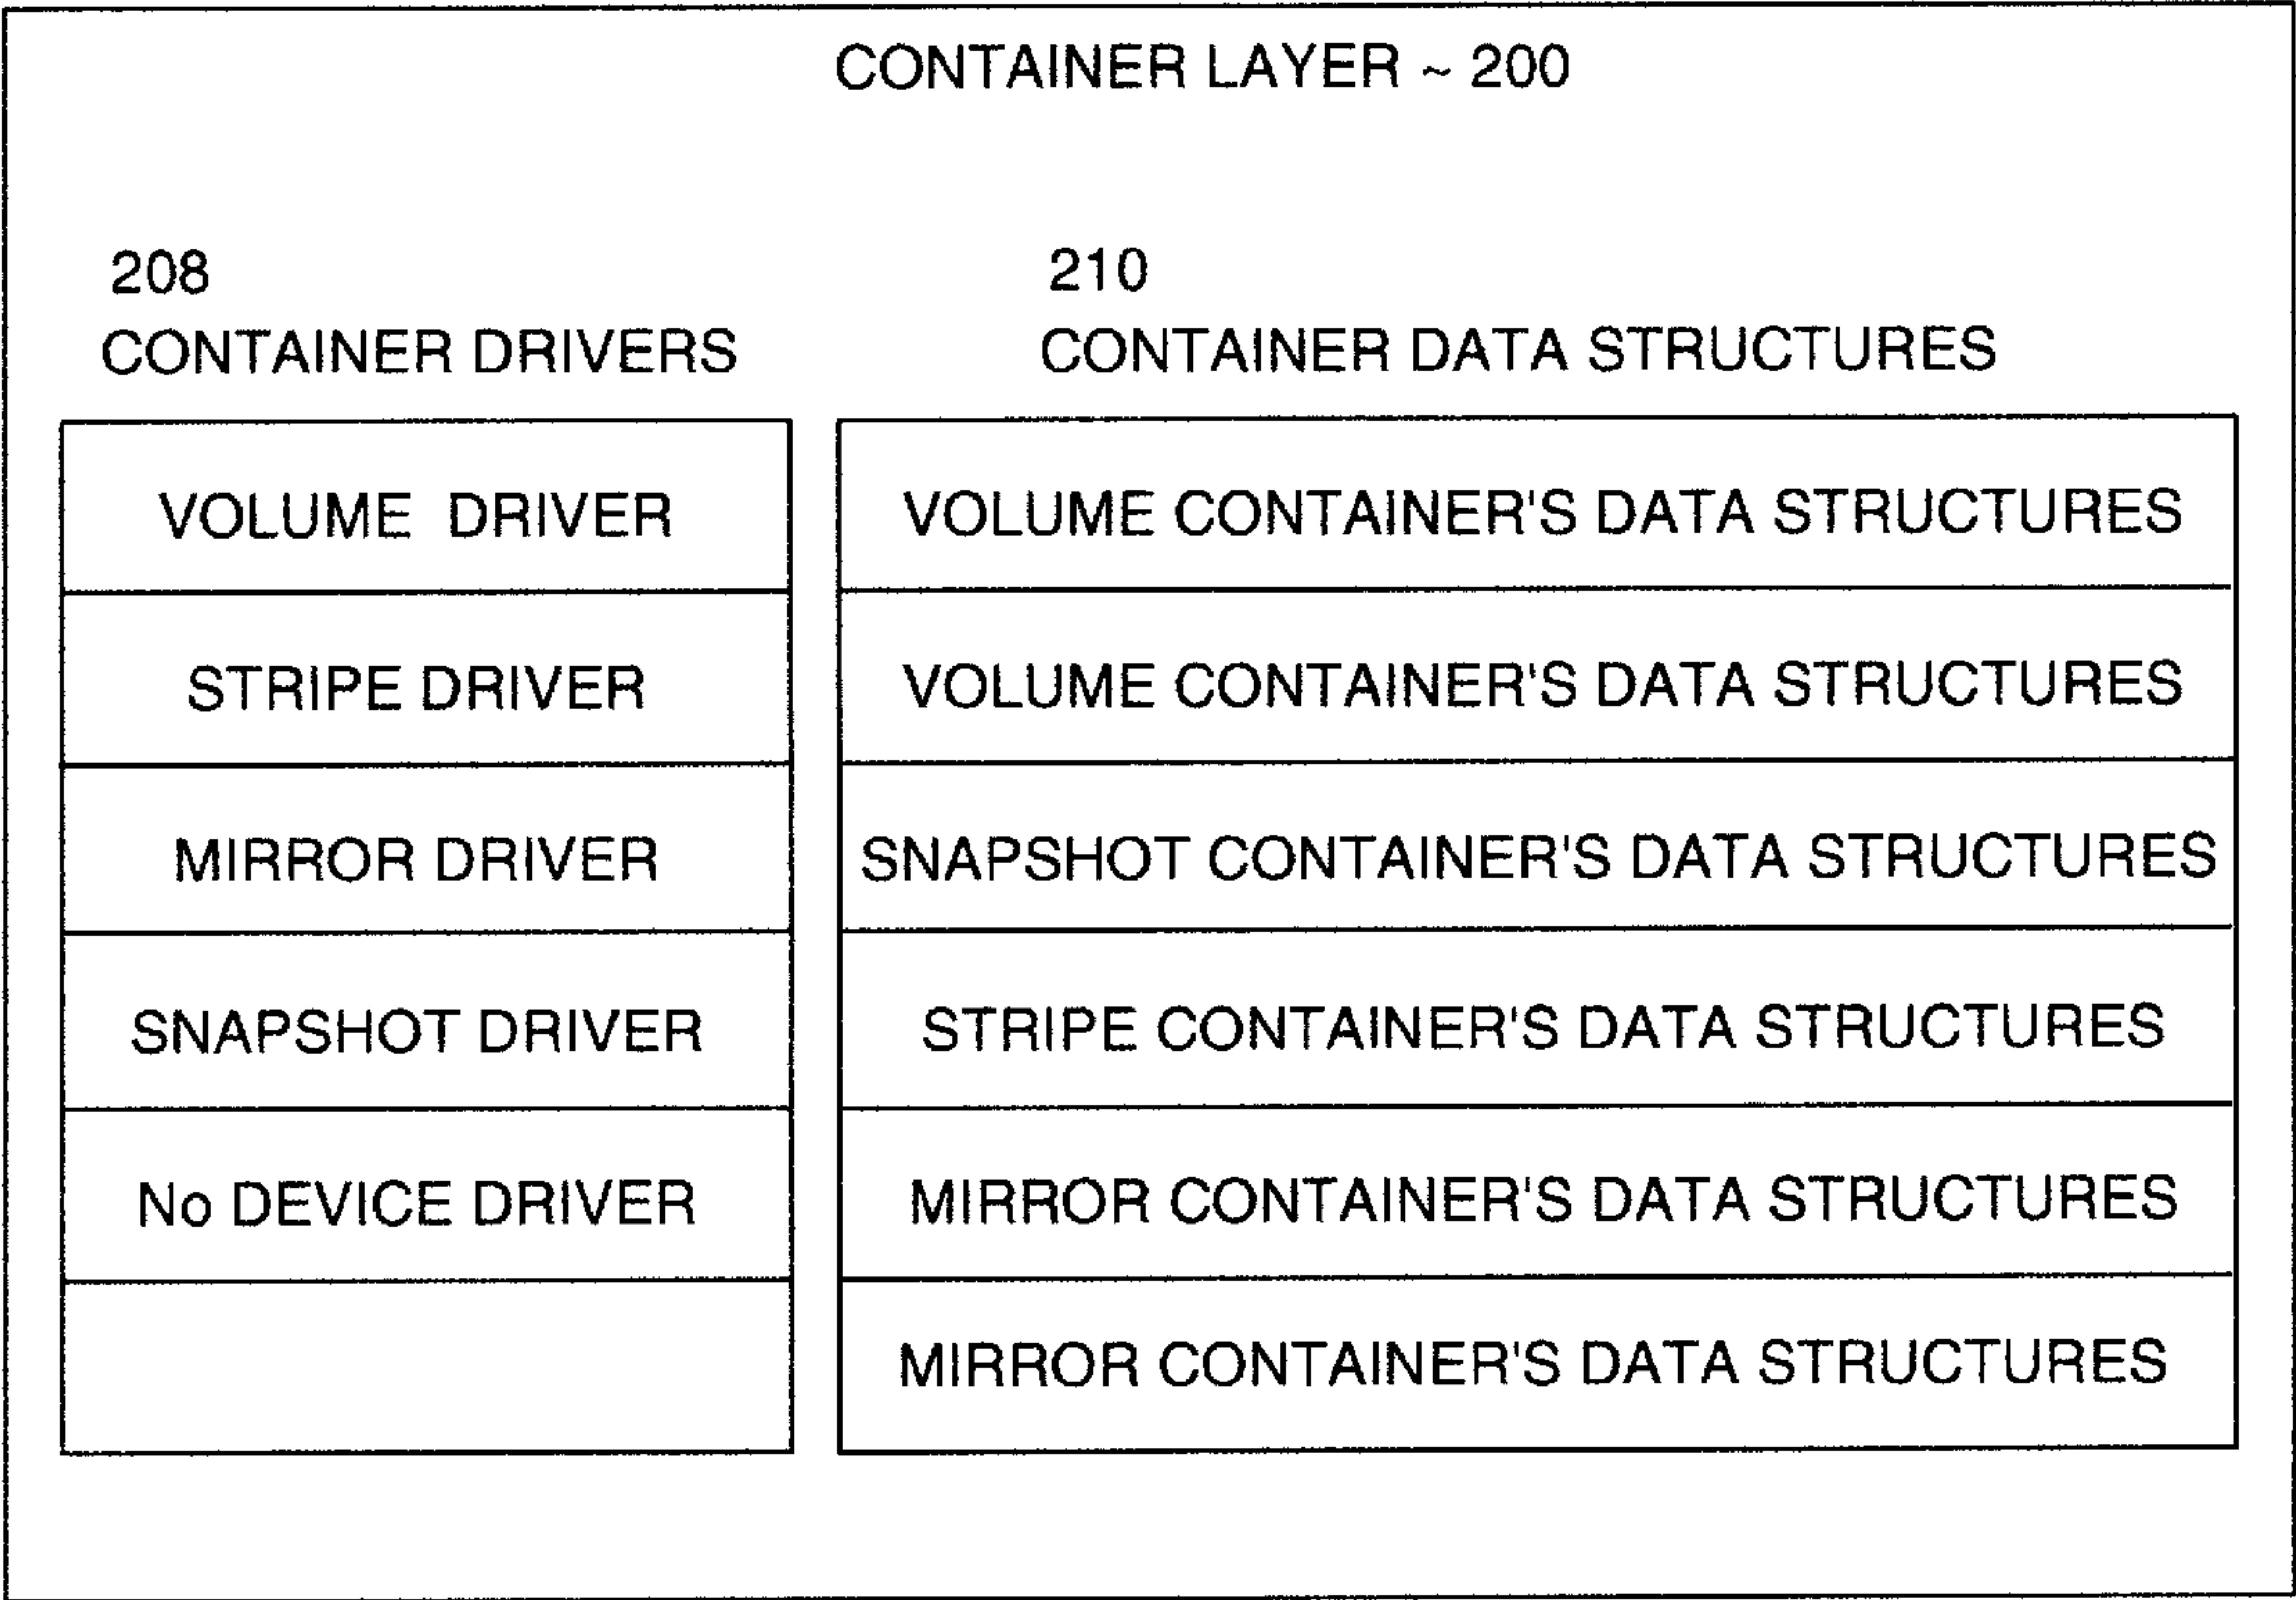 CONTAINER LAYER ~ 200
208
CONTAINER DRIVERS
VOLUME DRIVER
STRIPE DRIVER
MIRROR DRIVER
SNAPSHOT DRIVER
No DEVICE DRIVER
210
CONTAINER DATA STRUCTURES
VOLUME CONTAINER'S DATA STRUCTURES
VOLUME CONTAINER'S DATA STRUCTURES
SNAPSHOT CONTAINER'S DATA STRUCTURES
STRIPE CONTAINER'S DATA STRUCTURES
MIRROR CONTAINER'S DATA STRUCTURES
MIRROR CONTAINER'S DATA STRUCTURES